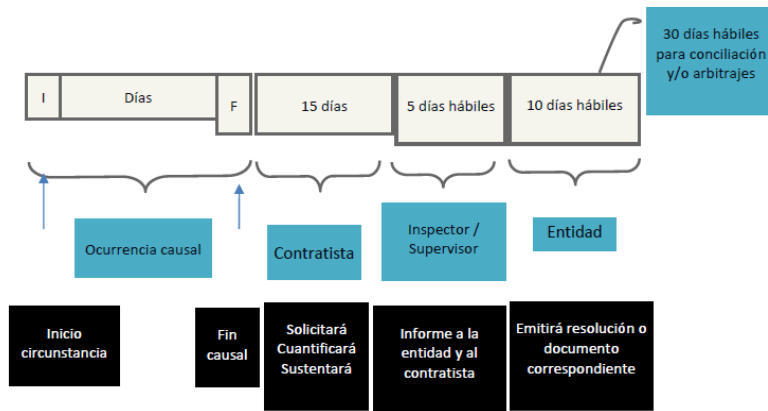 30 días hábiles
para conciliación
y/o arbitrajes
I
Días
F
15 días
5 días hábiles
10 días hábiles
Ocurrencia causal
Contratista
Inspector /
Supervisor
Entidad
Inicio
circunstancia
Fin
causal
Solicitará
Cuantificará
Sustentará
Informe a la
entidad y al
contratista
Emitirá resolución o
documento
correspondiente